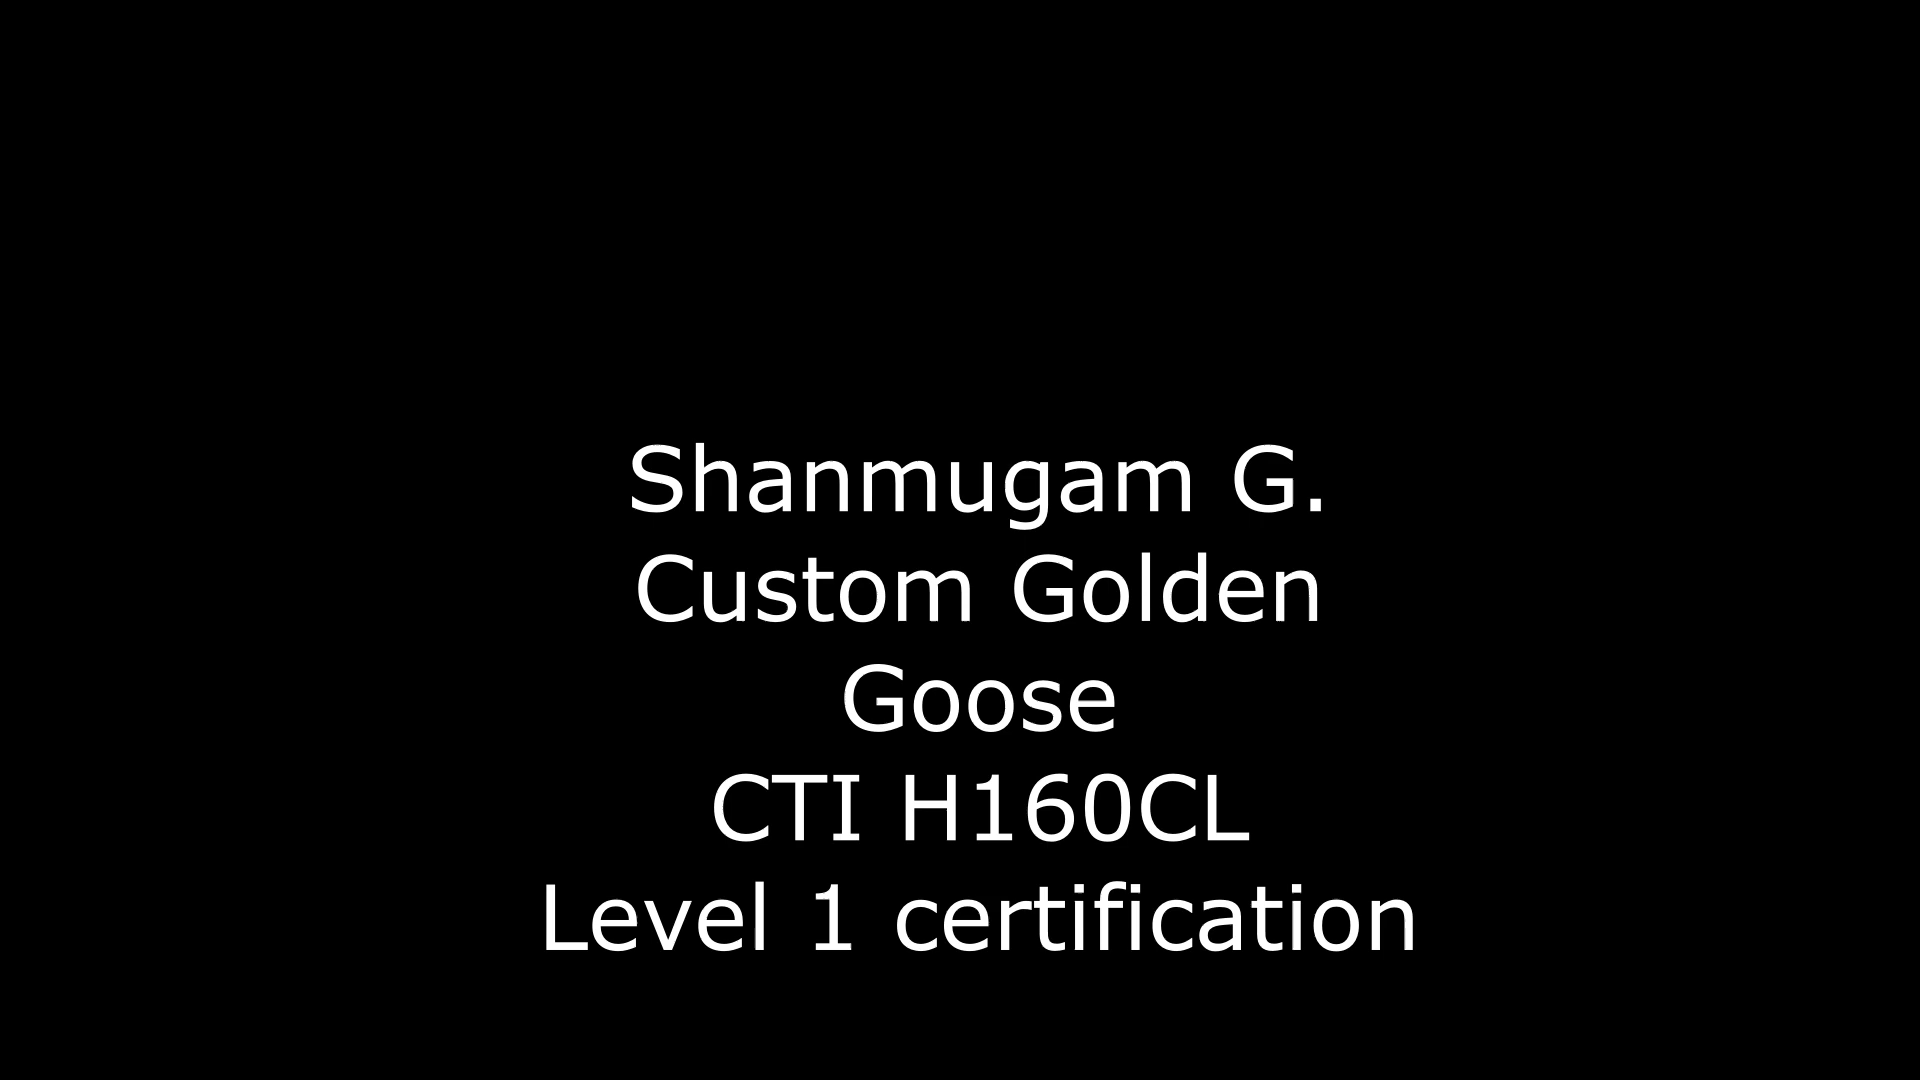 Shanmugam G.
Custom Golden
Goose
CTI H160CL
Level 1 certification